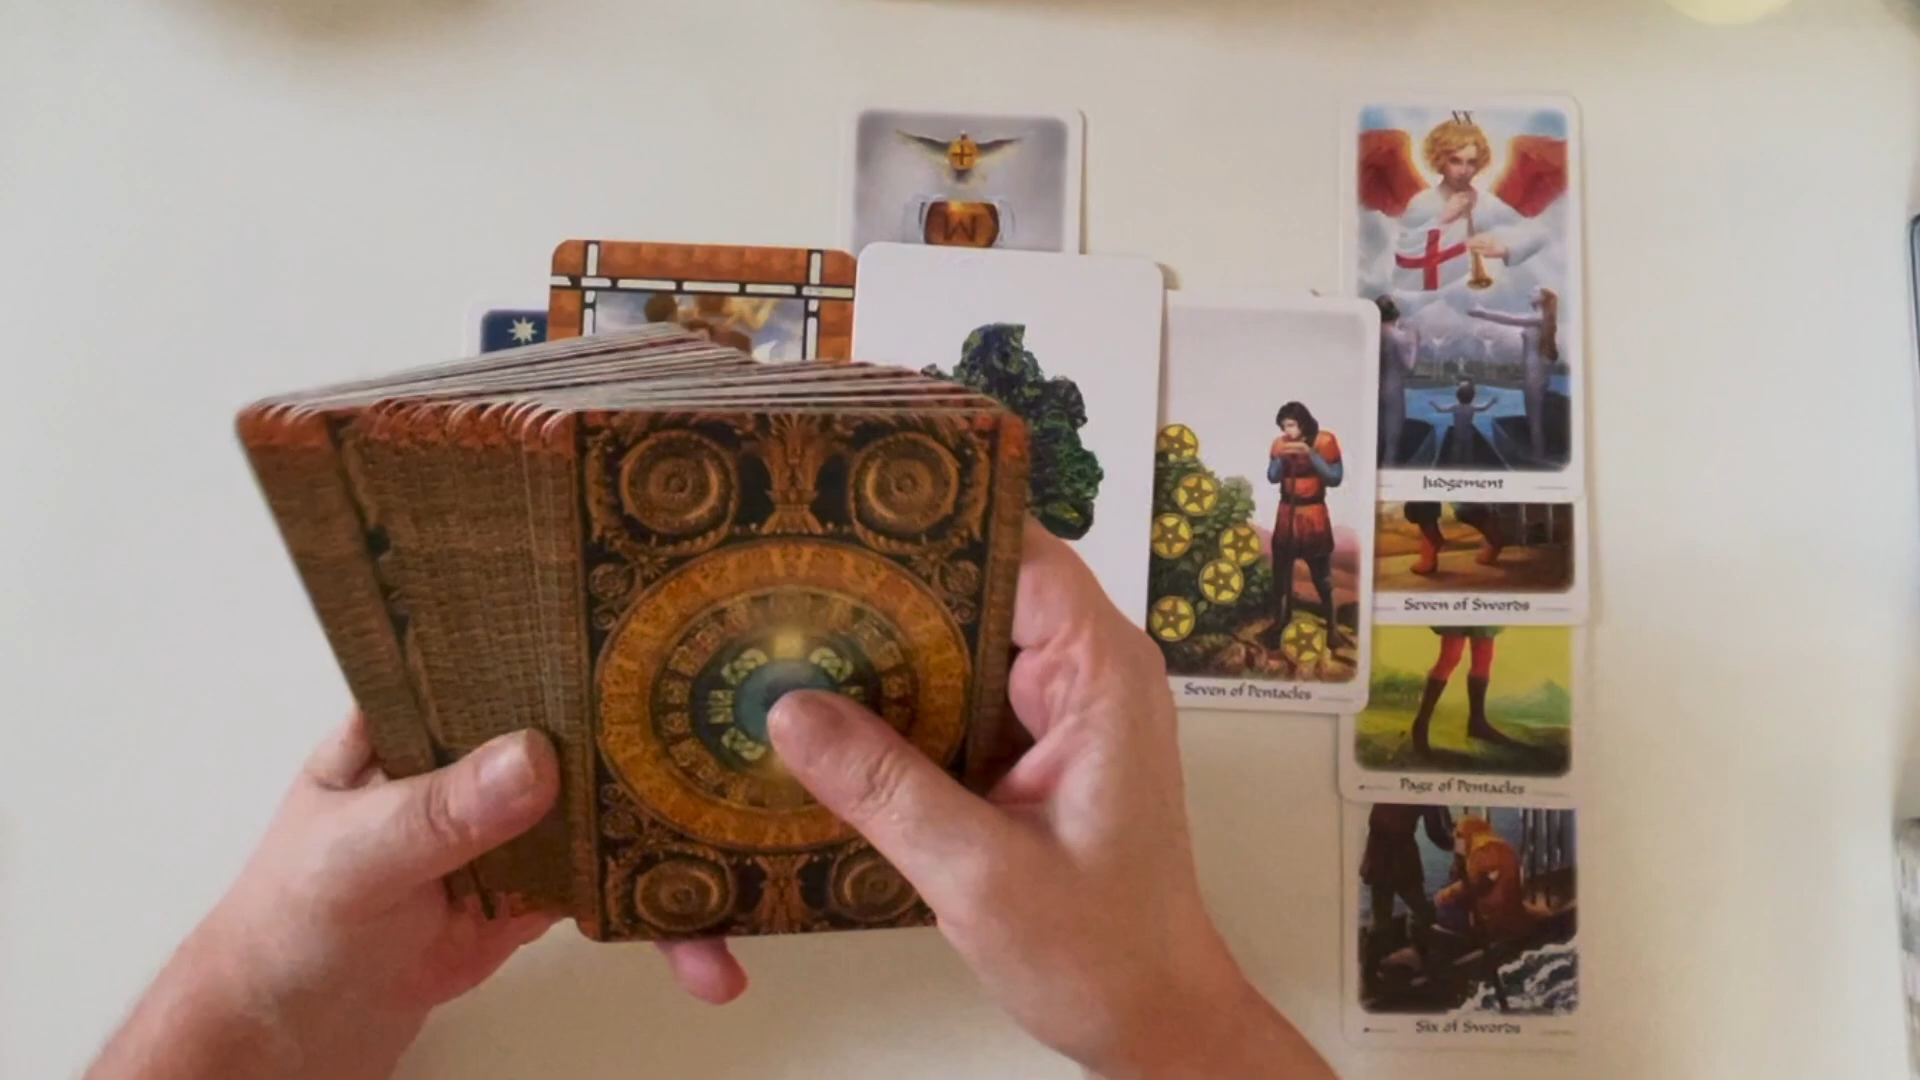 XX
Judgement
Seven of Swords
Seven of Pentacles
Page of Pentacles
Six of Swords